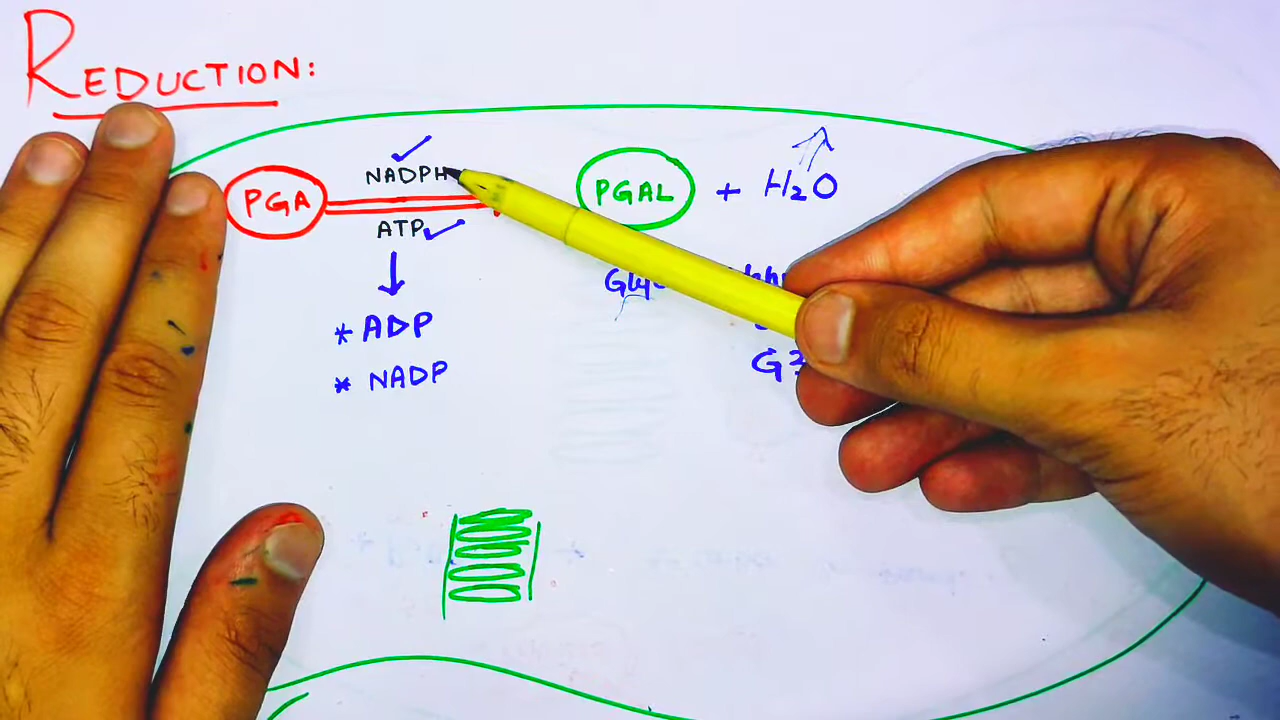 REDUCTION:
NADPH
PGA
PGAL + H₂O
ATP
* ADP
* NADP